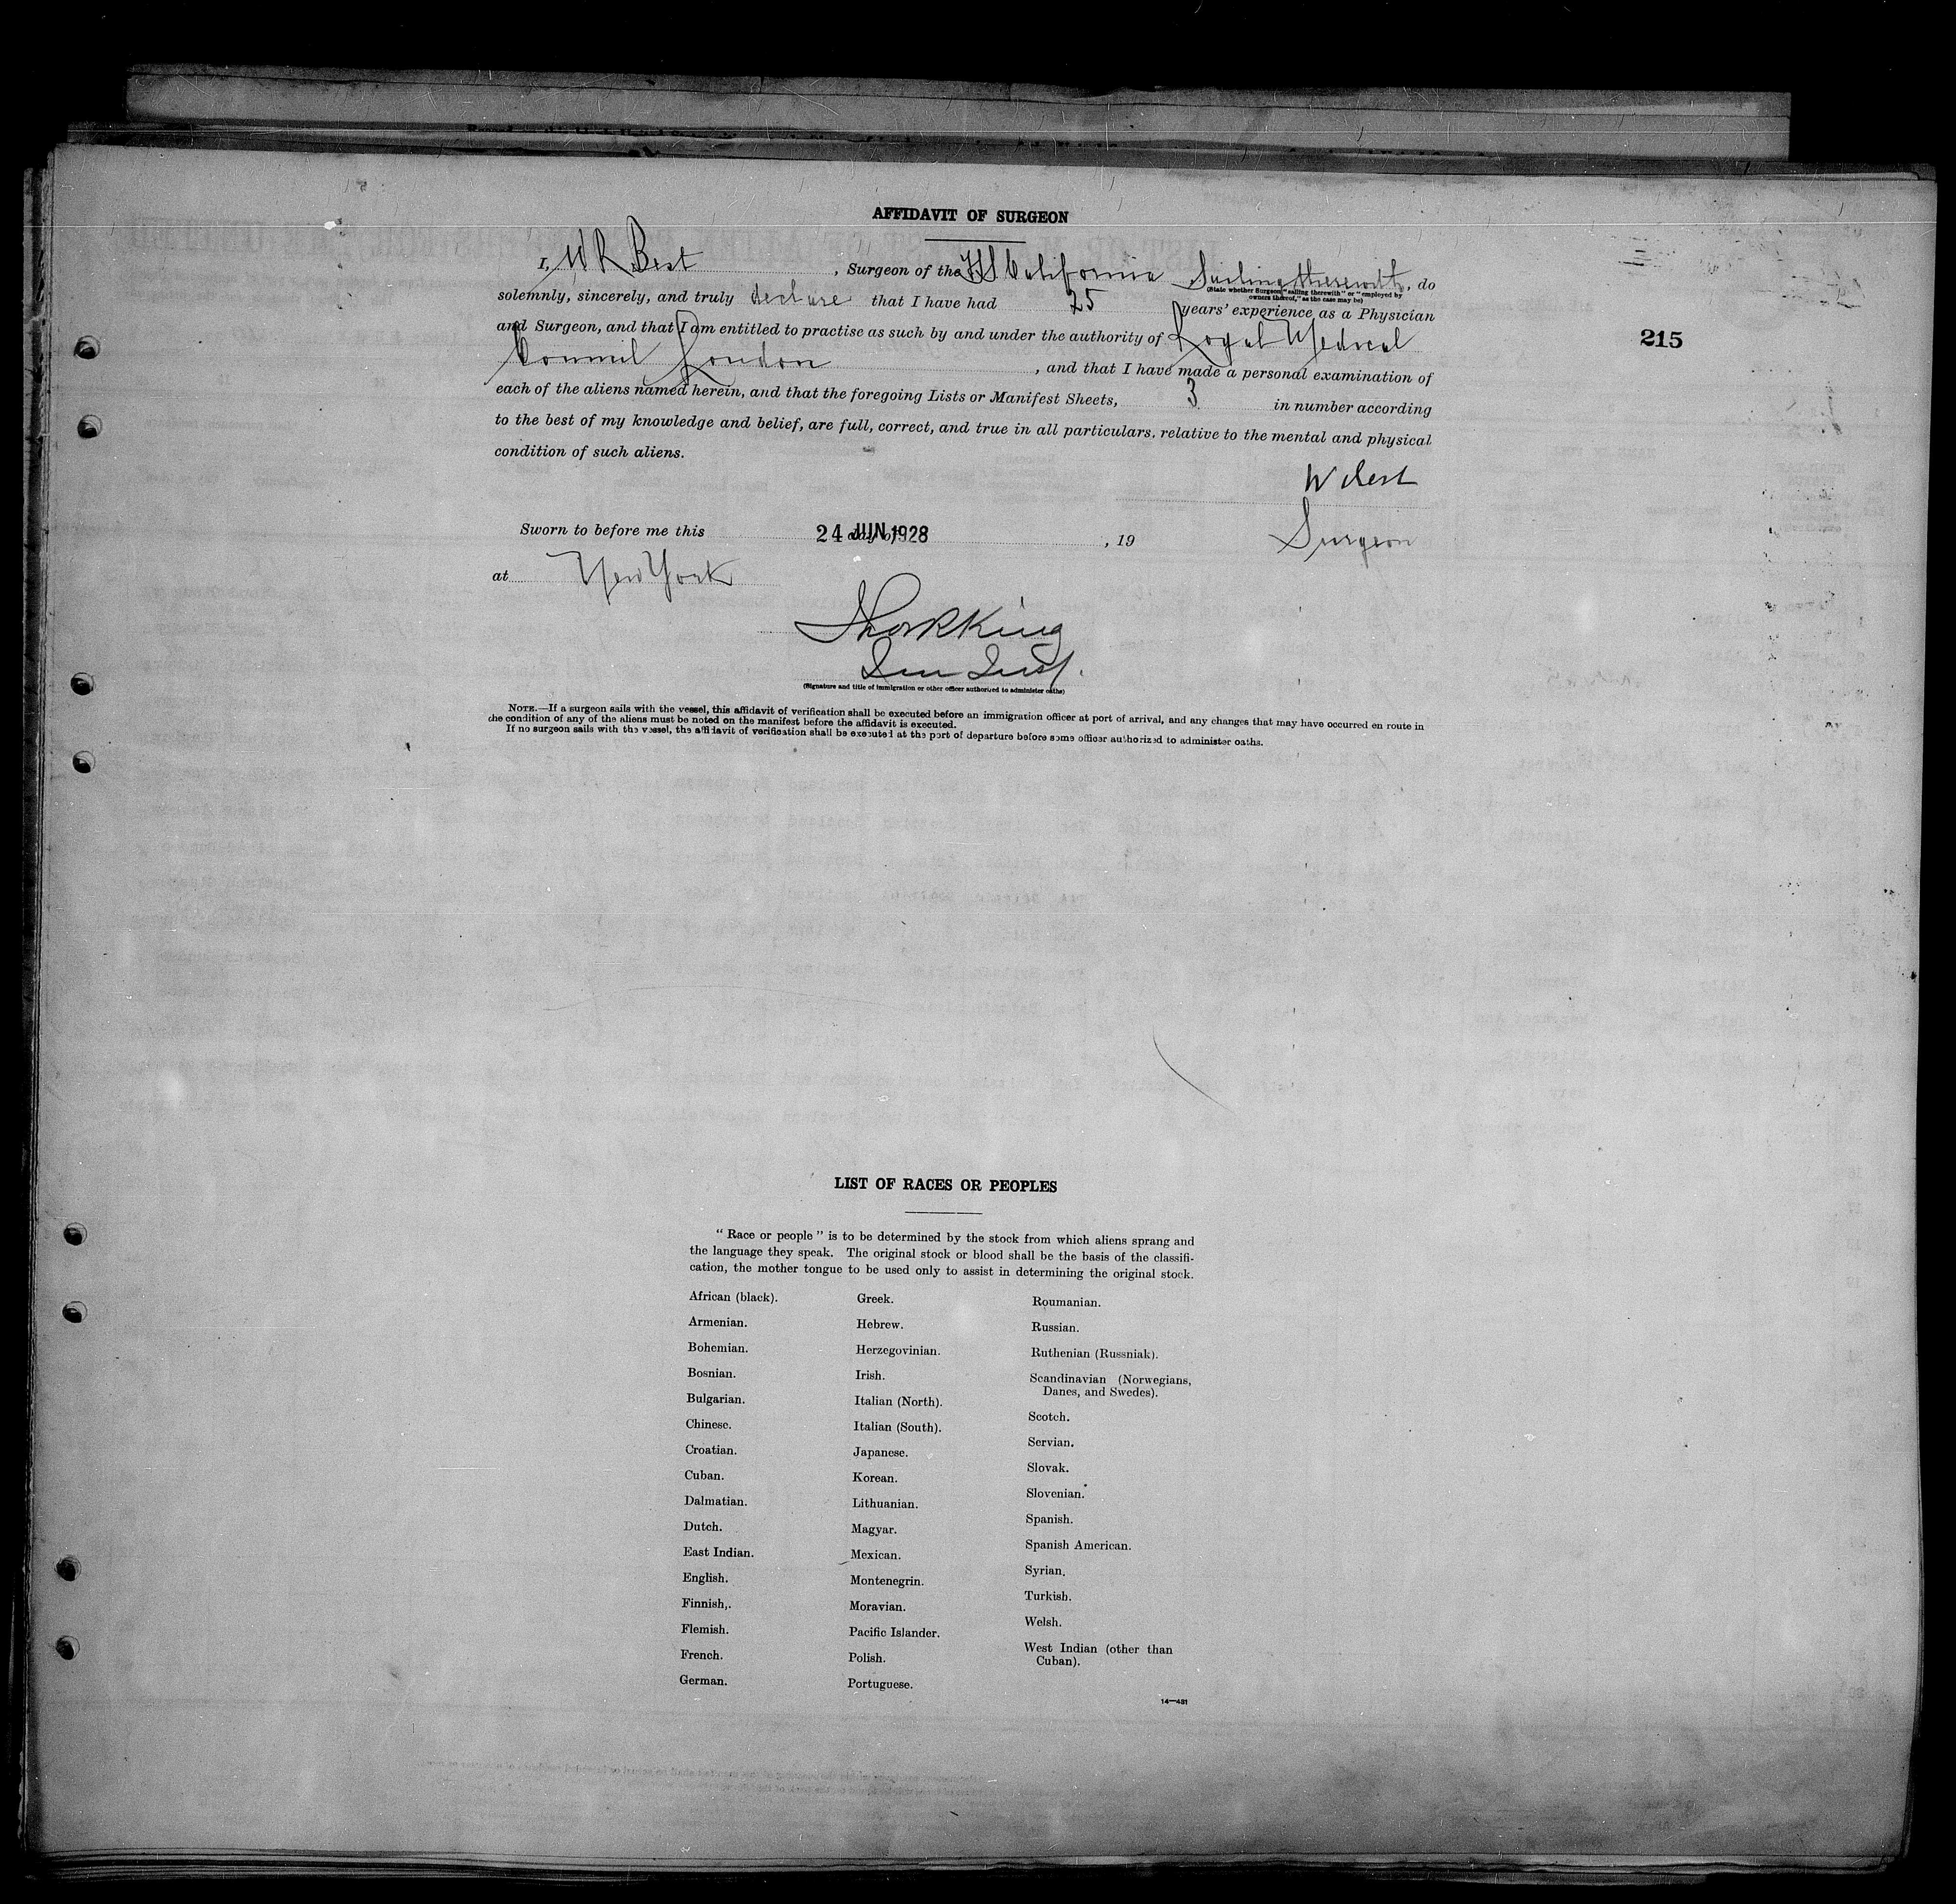 AFFIDAVIT OF SURGEON
I, W R Best, Surgeon of the California Sailing therewith, do
(State whether Surgeon "sailing therewith" or "employed by
owners thereof," as the case may be)
solemnly, sincerely, and truly declare that I have had 25 years' experience as a Physician
and Surgeon, and that I am entitled to practise as such by and under the authority of Royal Medical
215
Council London, and that I have made a personal examination of
each of the aliens named herein, and that the foregoing Lists or Manifest Sheets, 3 in number according
to the best of my knowledge and belief, are full, correct, and true in all particulars. relative to the mental and physical
condition of such aliens.
W Best
Sworn to before me this 24 JUN 1928 day of, 19
Surgeon
at New York
King
(Signature and title of immigration or other officer authorized to administer oaths)
NOTE.—If a surgeon sails with the vessel, this affidavit of verification shall be executed before an immigration officer at port of arrival, and any changes that may have occurred en route in
the condition of any of the aliens must be noted on the manifest before the affidavit is executed.
If no surgeon sails with the vessel, the affidavit of verification shall be executed at the port of departure before some officer authorized to administer oaths.
LIST OF RACES OR PEOPLES
" Race or people " is to be determined by the stock from which aliens sprang and
the language they speak. The original stock or blood shall be the basis of the classifi-
cation, the mother tongue to be used only to assist in determining the original stock.
African (black).
Armenian.
Bohemian.
Bosnian.
Bulgarian.
Chinese.
Croatian.
Cuban.
Dalmatian.
Dutch.
East Indian.
English.
Finnish,.
Flemish.
French.
German.
Greek.
Hebrew.
Herzegovinian.
Irish.
Italian (North).
Italian (South).
Japanese.
Korean.
Lithuanian.
Magyar.
Mexican.
Montenegrin.
Moravian.
Pacific Islander.
Polish.
Portuguese.
Roumanian.
Russian.
Ruthenian (Russniak).
Scandinavian (Norwegians,
Danes, and Swedes).
Scotch.
Servian.
Slovak.
Slovenian.
Spanish.
Spanish American.
Syrian.
Turkish.
Welsh.
West Indian (other than
Cuban).
14—481